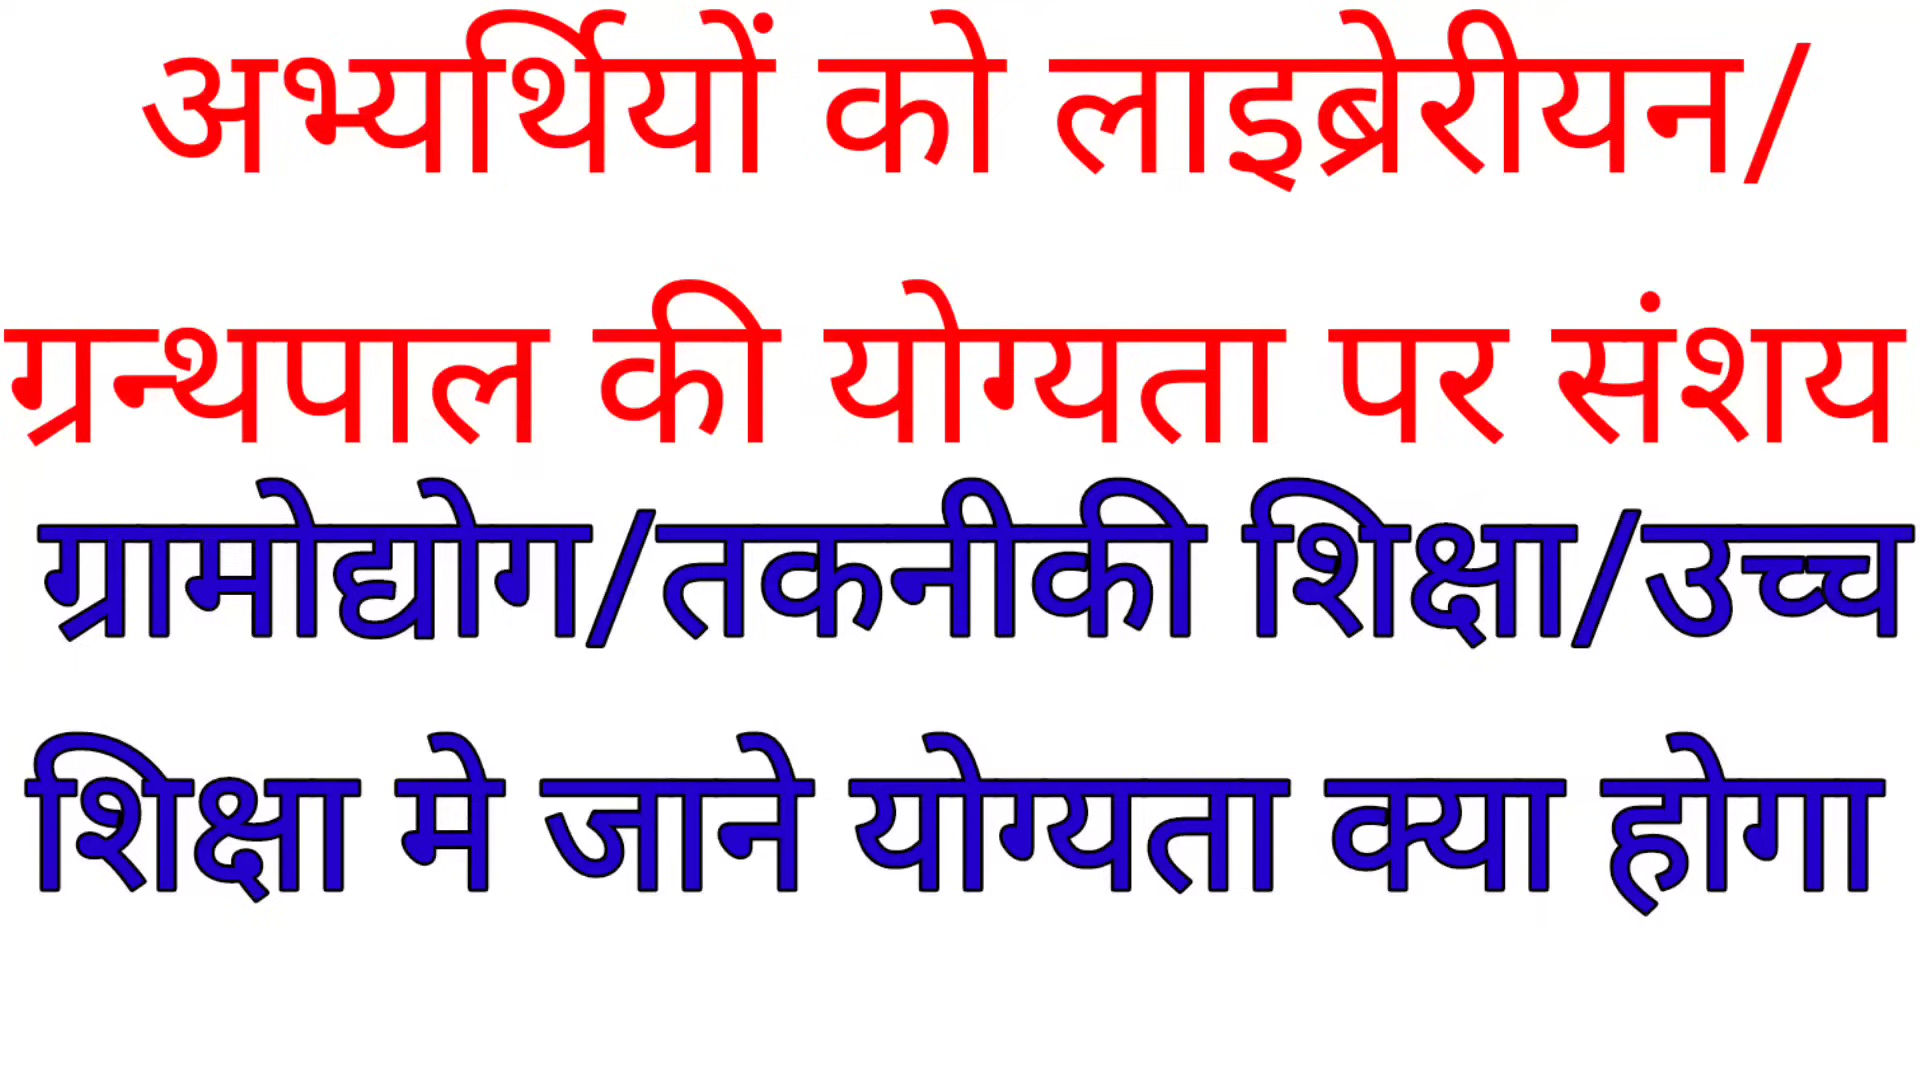 अभ्यर्थियों को लाइब्रेरीयन/
ग्रन्थपाल की योग्यता पर संशय
ग्रामोद्योग/तकनीकी शिक्षा/उच्च
शिक्षा मे जाने योग्यता क्या होगा